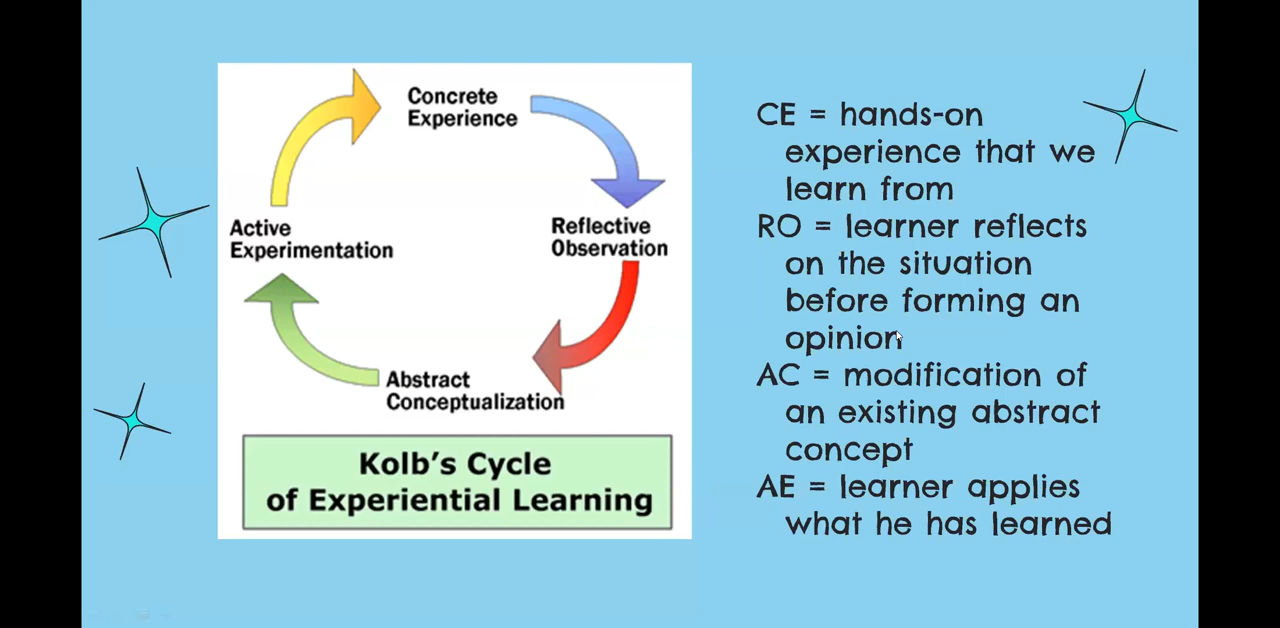 Concrete
Experience
Active
Experimentation
Reflective
Observation
Abstract
Conceptualization
Kolb's Cycle
of Experiential Learning
CE = hands-on
experience that we
learn from
RO = learner reflects
on the situation
before forming an
opinion
AC = modification of
an existing abstract
concept
AE = learner applies
what he has learned